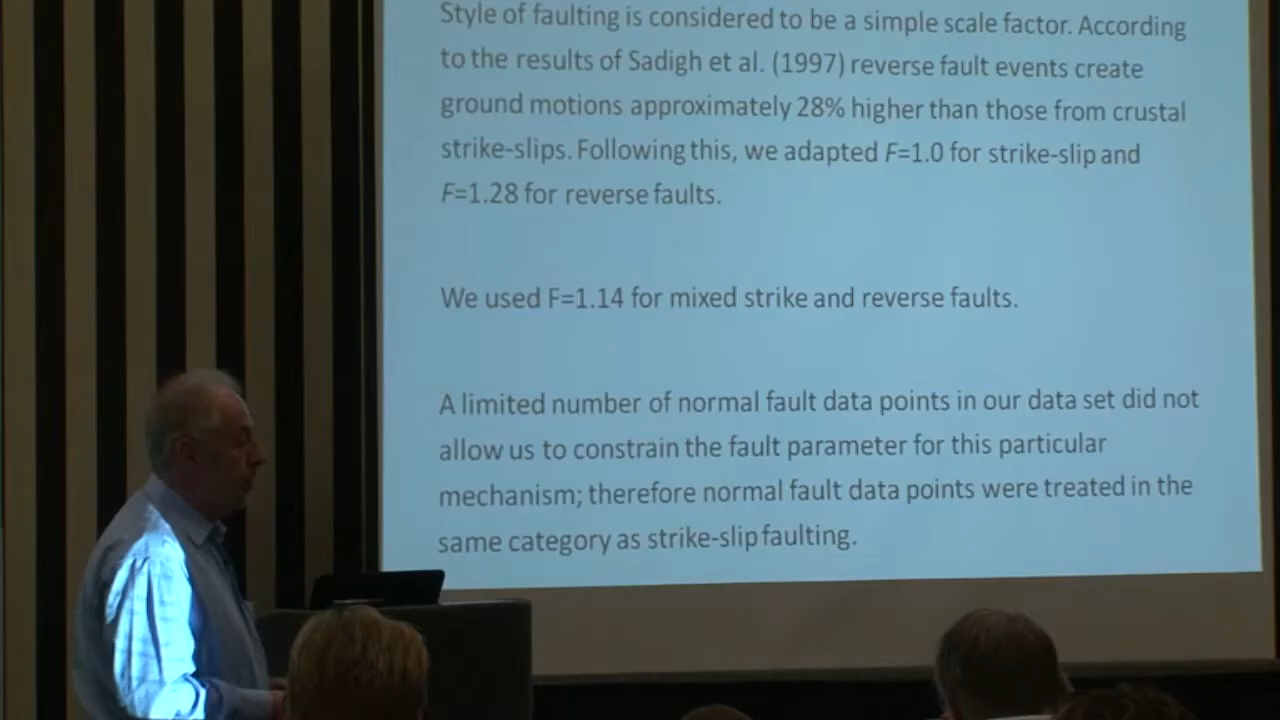 Style of faulting is considered to be a simple scale factor. According
to the results of Sadigh et al. (1997) reverse fault events create
ground motions approximately 28% higher than those from crustal
strike-slips. Following this, we adapted F=1.0 for strike-slip and
F=1.28 for reverse faults.
We used F=1.14 for mixed strike and reverse faults.
A limited number of normal fault data points in our data set did not
allow us to constrain the fault parameter for this particular
mechanism; therefore normal fault data points were treated in the
same category as strike-slip faulting.